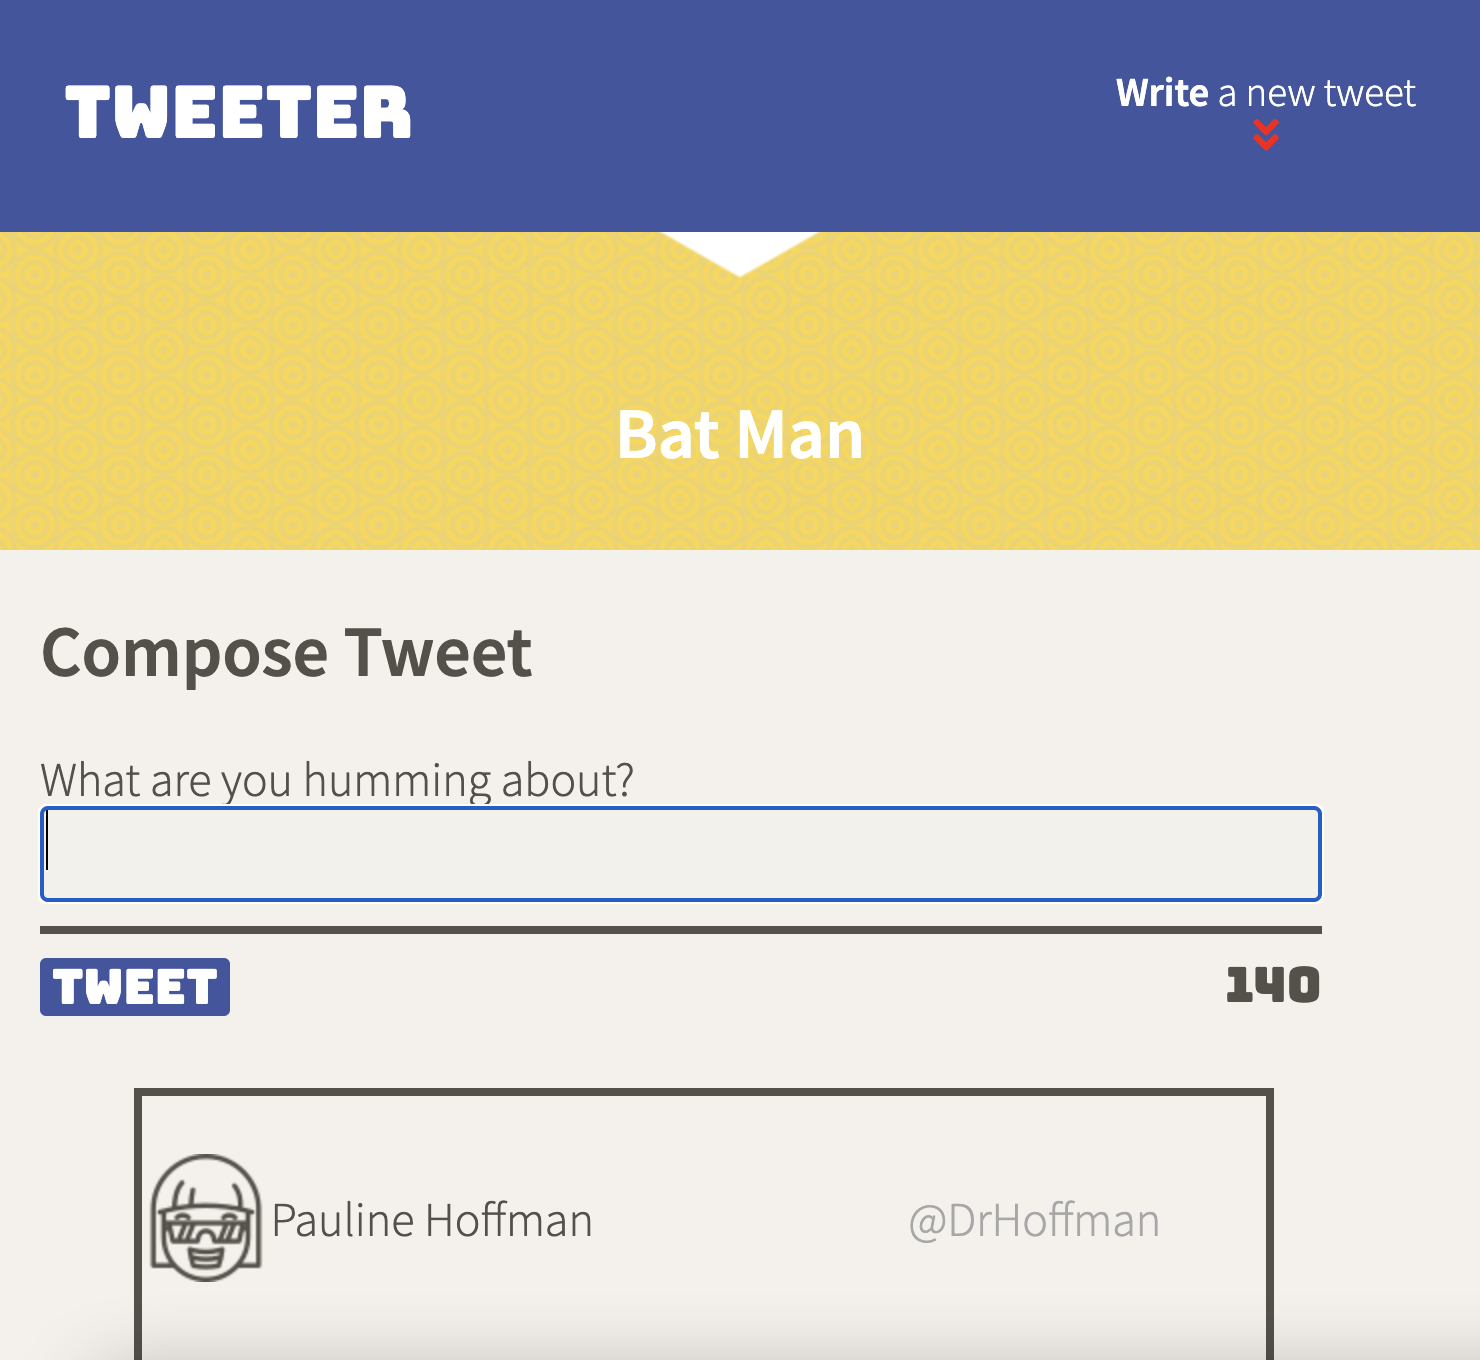 TWEETER
Write a new tweet
Bat Man
Compose Tweet
What are you humming about?
TWEET
140
Pauline Hoffman
@DrHoffman